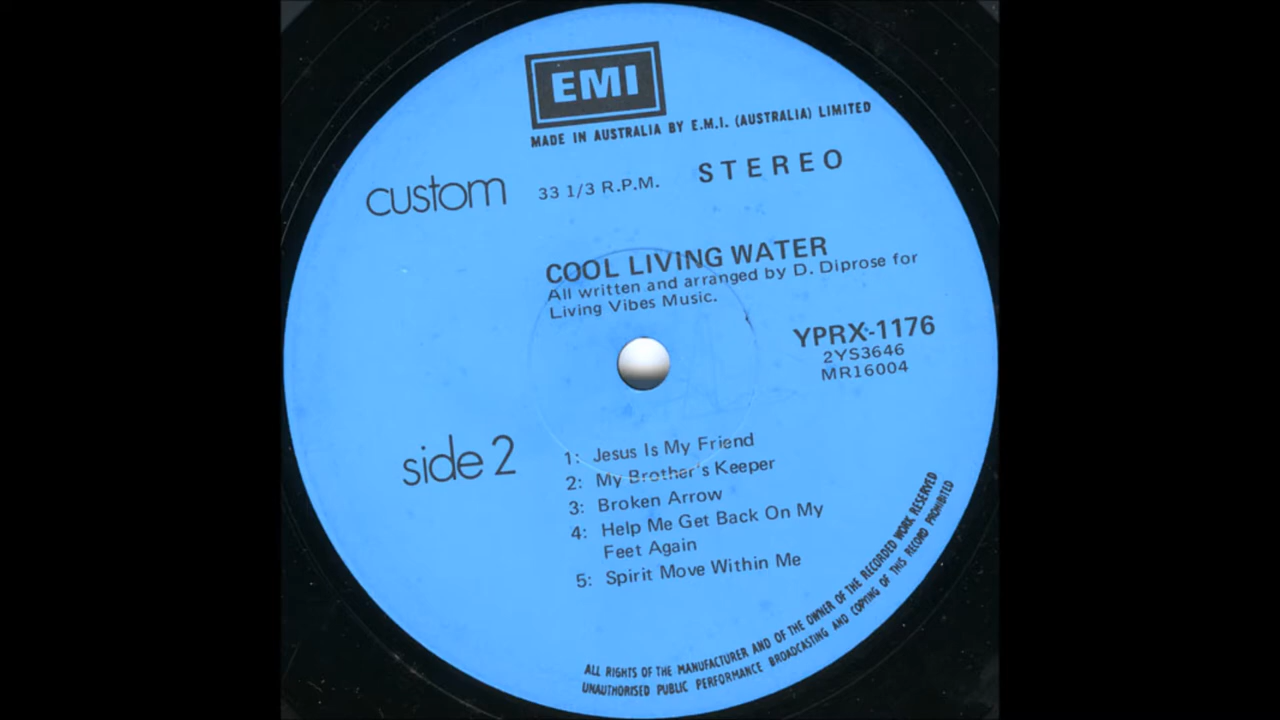 EMI
MADE IN AUSTRALIA BY E.M.I. (AUSTRALIA) LIMITED
custom
33 1/3 R.P.M.
STEREO
COOL LIVING WATER
All written and arranged by D. Diprose for
Living Vibes Music.
YPRX-1176
2YS3646
MR16004
side 2
1: Jesus Is My Friend
2: My Brother's Keeper
3: Broken Arrow
4: Help Me Get Back On My
Feet Again
5: Spirit Move Within Me
ALL RIGHTS OF THE MANUFACTURER AND OF THE OWNER OF THE RECORDED WORK RESERVED
UNAUTHORISED PUBLIC PERFORMANCE BROADCASTING AND COPYING OF THIS RECORD PROHIBITED